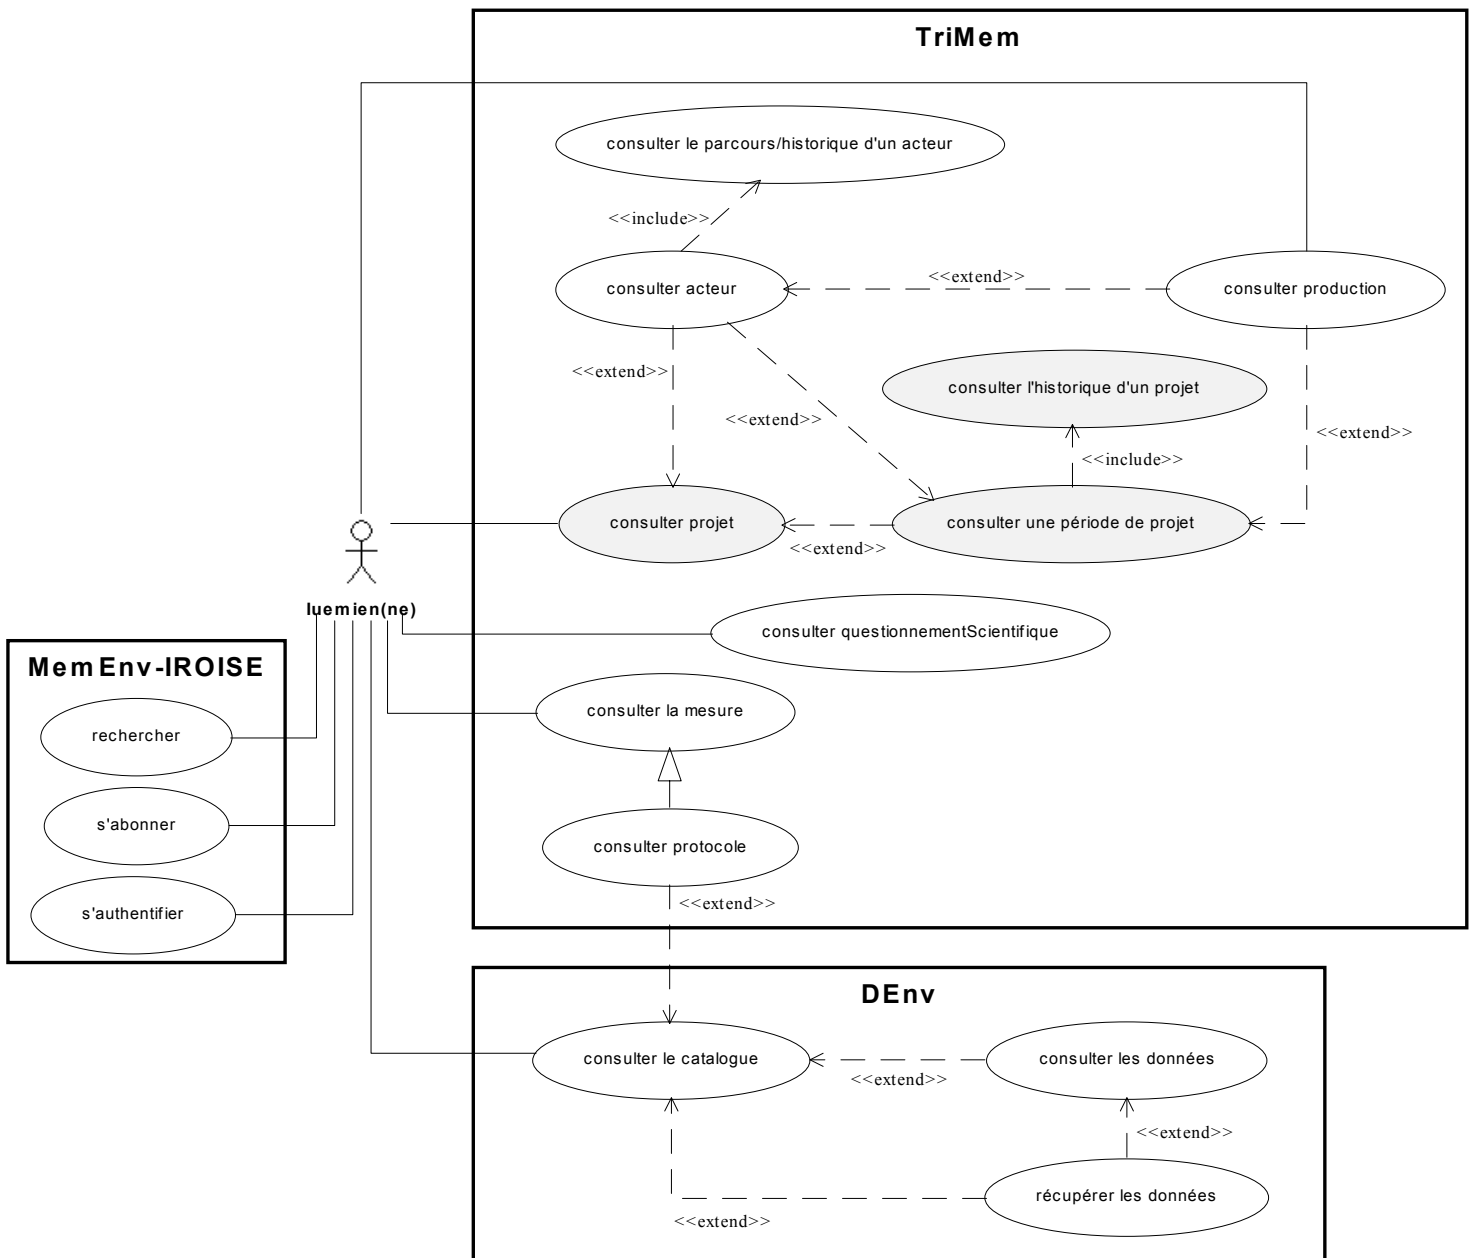 TriMem
consulter le parcours/historique d'un acteur
<<include>>
consulter acteur
<<extend>>
consulter production
<<extend>>
consulter l'historique d'un projet
<<extend>>
<<extend>>
<<include>>
consulter projet
<<extend>>
consulter une période de projet
luemien(ne)
consulter questionnementScientifique
MemEnv-IROISE
consulter la mesure
rechercher
s'abonner
consulter protocole
<<extend>>
s'authentifier
DEnv
consulter le catalogue
<<extend>>
consulter les données
<<extend>>
récupérer les données
<<extend>>